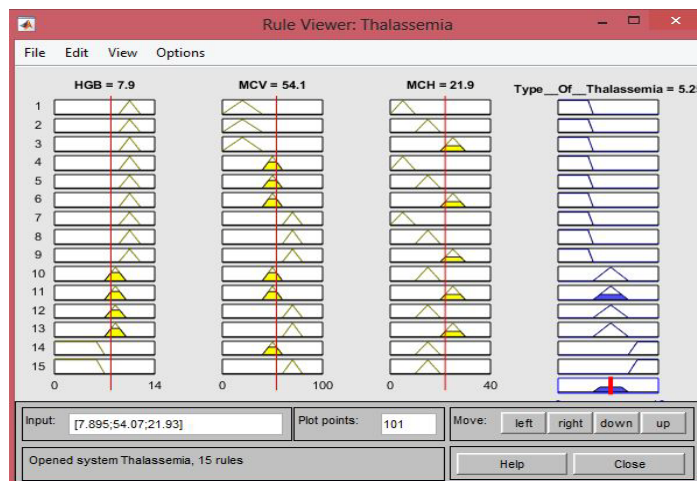 Rule Viewer: Thalassemia
File Edit View Options
HGB = 7.9
MCV = 54.1
MCH = 21.9
Type__Of__Thalassemia = 5.2
1
2
3
4
5
6
7
8
9
10
11
12
13
14
15
0 14
0 100
0 40
Input: [7.895;54.07;21.93]
Plot points: 101
Move: left right down up
Opened system Thalassemia, 15 rules
Help Close